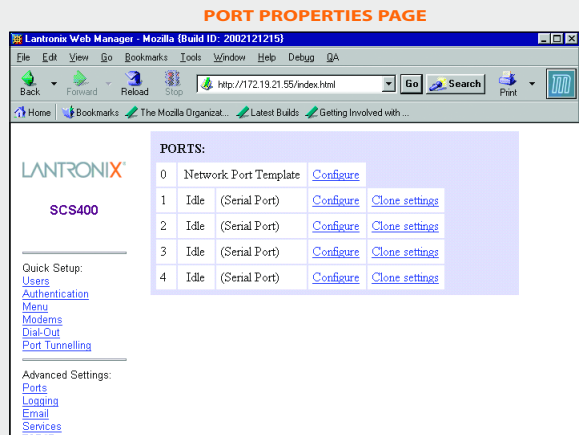 PORT PROPERTIES PAGE
Lantronix Web Manager - Mozilla {Build ID: 2002121215}
File Edit View Go Bookmarks Tools Window Help Debug QA
Back Forward Reload Stop http://172.19.21.55/index.html Go Search Print
Home Bookmarks The Mozilla Organizat... Latest Builds Getting Involved with ...
LANTRONIX
SCS400
Quick Setup:
Users
Authentication
Menu
Modems
Dial-Out
Port Tunnelling
Advanced Settings:
Ports
Logging
Email
Services
PORTS:
0 Network Port Template Configure
1 Idle (Serial Port) Configure Clone settings
2 Idle (Serial Port) Configure Clone settings
3 Idle (Serial Port) Configure Clone settings
4 Idle (Serial Port) Configure Clone settings